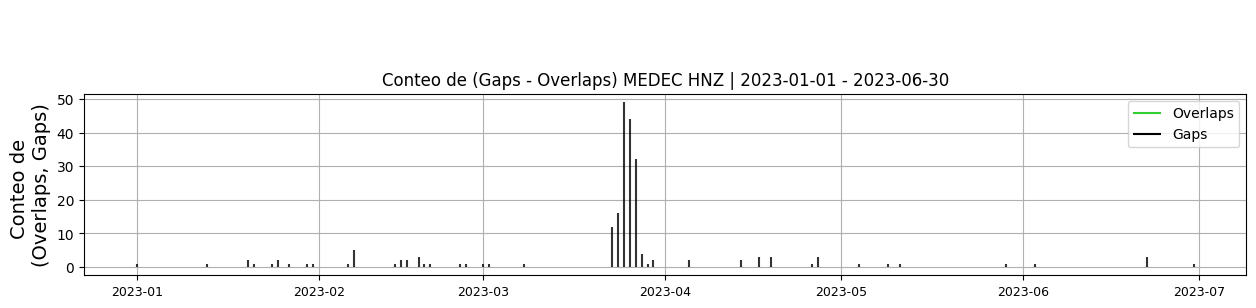 Conteo de (Gaps - Overlaps) MEDEC HNZ | 2023-01-01 - 2023-06-30
Conteo de
(Overlaps, Gaps)
50
40
30
20
10
0
Overlaps
Gaps
2023-01
2023-02
2023-03
2023-04
2023-05
2023-06
2023-07